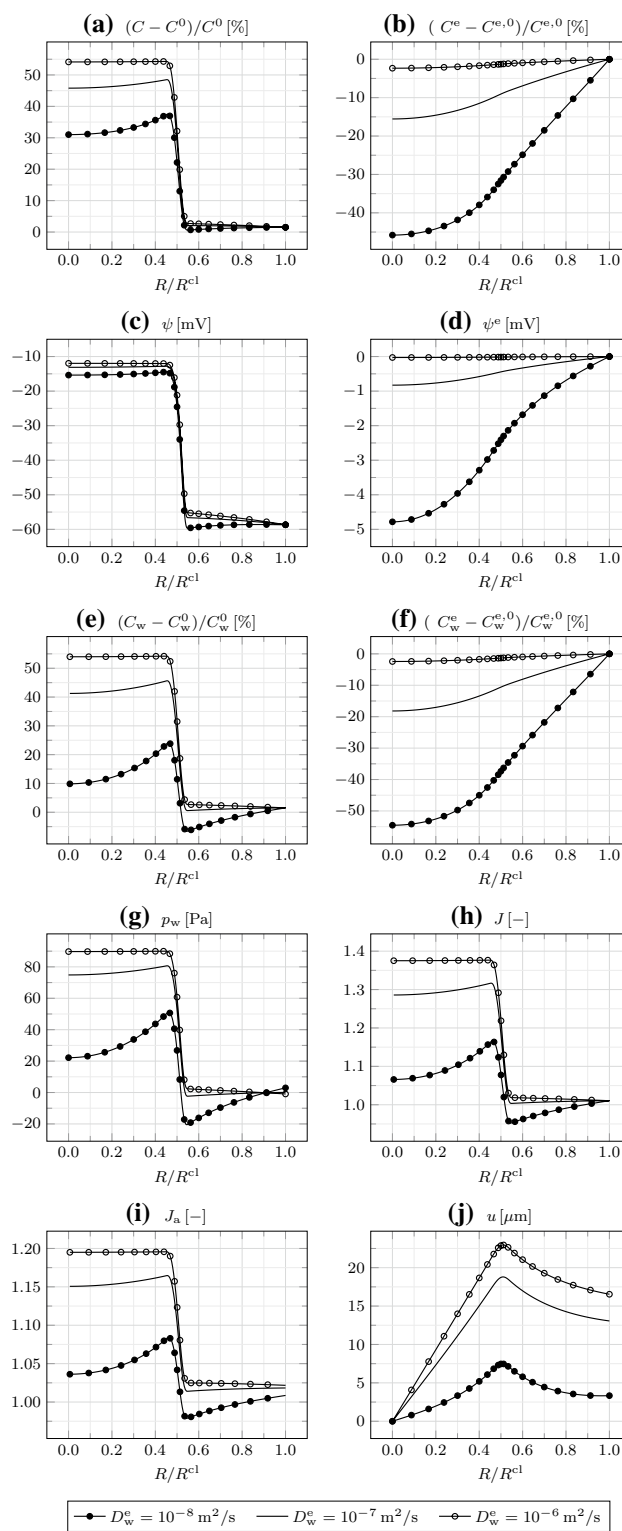 (a) (C − C⁰)/C⁰ [%]
50
40
30
20
10
0
0.0 0.2 0.4 0.6 0.8 1.0
R/Rᶜˡ
(b) ( Cᵉ − Cᵉ,⁰)/Cᵉ,⁰ [%]
0
−10
−20
−30
−40
0.0 0.2 0.4 0.6 0.8 1.0
R/Rᶜˡ
(c) ψ [mV]
−10
−20
−30
−40
−50
−60
0.0 0.2 0.4 0.6 0.8 1.0
R/Rᶜˡ
(d) ψᵉ [mV]
0
−1
−2
−3
−4
−5
0.0 0.2 0.4 0.6 0.8 1.0
R/Rᶜˡ
(e) (C_w − C_w⁰)/C_w⁰ [%]
50
40
30
20
10
0
0.0 0.2 0.4 0.6 0.8 1.0
R/Rᶜˡ
(f) ( C_wᵉ − C_wᵉ,⁰)/C_wᵉ,⁰ [%]
0
−10
−20
−30
−40
−50
0.0 0.2 0.4 0.6 0.8 1.0
R/Rᶜˡ
(g) p_w [Pa]
80
60
40
20
0
−20
0.0 0.2 0.4 0.6 0.8 1.0
R/Rᶜˡ
(h) J [−]
1.4
1.3
1.2
1.1
1.0
0.0 0.2 0.4 0.6 0.8 1.0
R/Rᶜˡ
(i) J_a [−]
1.20
1.15
1.10
1.05
1.00
0.0 0.2 0.4 0.6 0.8 1.0
R/Rᶜˡ
(j) u [μm]
20
15
10
5
0
0.0 0.2 0.4 0.6 0.8 1.0
R/Rᶜˡ
D_wᵉ = 10⁻⁸ m²/s D_wᵉ = 10⁻⁷ m²/s D_wᵉ = 10⁻⁶ m²/s